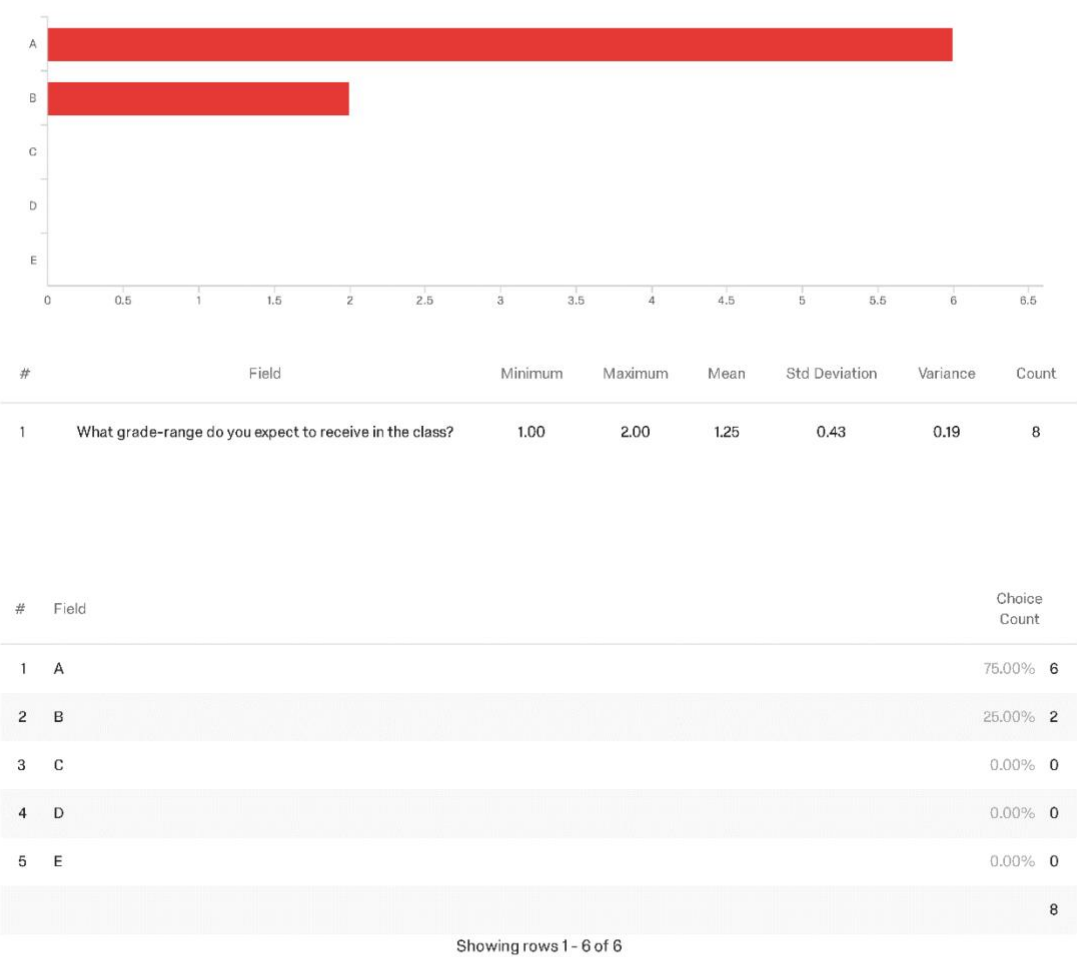 A
B
C
D
E
0 0.5 1 1.5 2 2.5 3 3.5 4 4.5 5 5.5 6 6.5
# Field Minimum Maximum Mean Std Deviation Variance Count
1 What grade-range do you expect to receive in the class? 1.00 2.00 1.25 0.43 0.19 8
# Field Choice
Count
1 A 75.00% 6
2 B 25.00% 2
3 C 0.00% 0
4 D 0.00% 0
5 E 0.00% 0
8
Showing rows 1 - 6 of 6